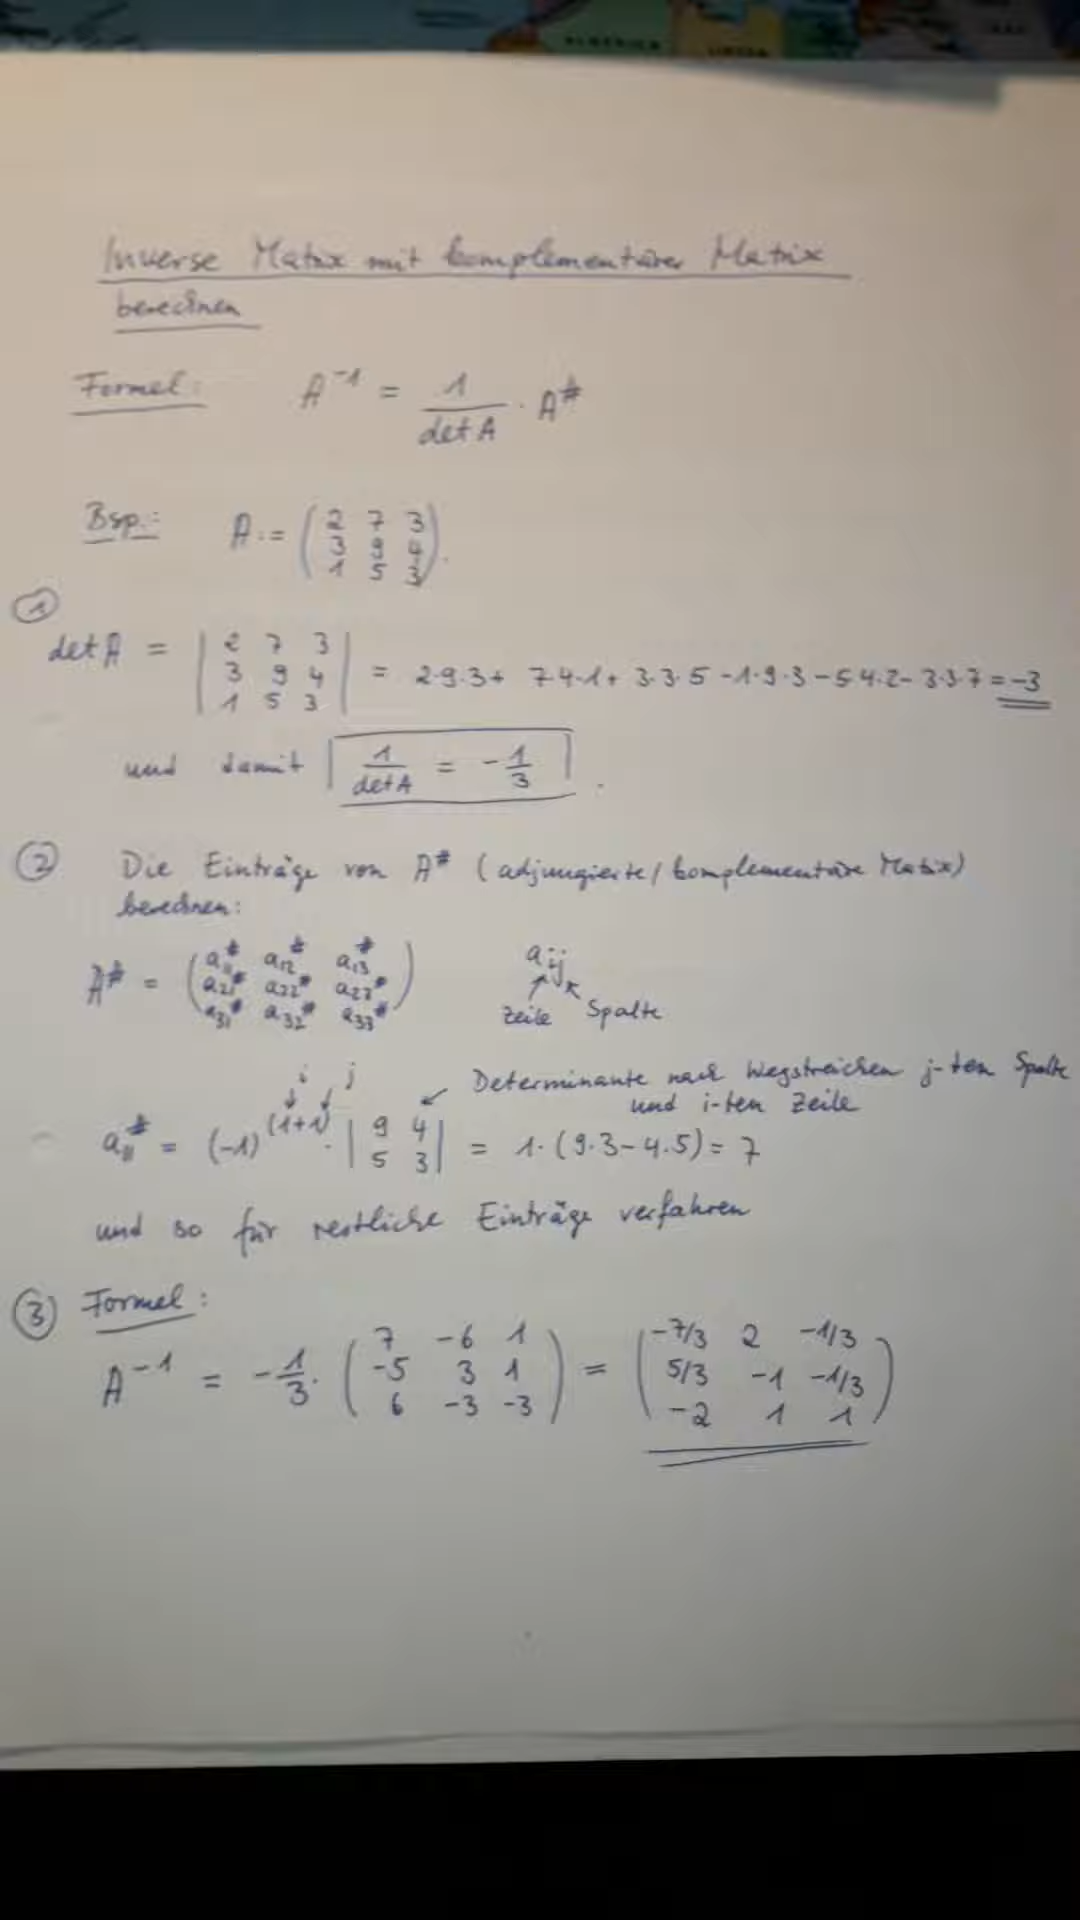 ALGERIA
Inverse Matrix mit komplementärer Matrix
berechnen
Formel: A^-1 = 1/det A · A^#
Bsp.: A := (2 7 3
3 9 4
1 5 3).
① det A = |2 7 3
3 9 4
1 5 3| = 2·9·3 + 7·4·1 + 3·3·5 - 1·9·3 - 5·4·2 - 3·3·7 = -3
und damit 1/det A = -1/3 .
② Die Einträge von A^# (adjungierte/komplementäre Matrix)
berechnen:
A^# = (a11^# a12^# a13^#
a21^# a22^# a23^#
a31^# a32^# a33^#)
aij
Zeile Spalte
i j
Determinante nach Wegstreichen j-ten Spalte
und i-ten Zeile
a11^# = (-1)^(1+1) · |9 4
5 3| = 1·(9·3-4·5) = 7
und so für restliche Einträge verfahren
③ Formel:
A^-1 = -1/3 · (7 -6 1
-5 3 1
6 -3 -3) = (-7/3 2 -1/3
5/3 -1 -1/3
-2 1 1)